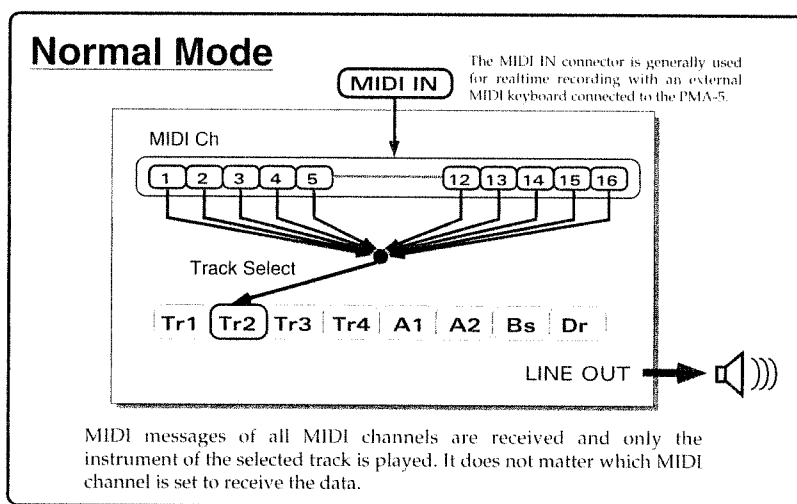 Normal Mode
The MIDI IN connector is generally used
for realtime recording with an external
MIDI keyboard connected to the PMA-5.
MIDI IN
MIDI Ch
1 2 3 4 5 12 13 14 15 16
Track Select
Tr1 Tr2 Tr3 Tr4 A1 A2 Bs Dr
LINE OUT
MIDI messages of all MIDI channels are received and only the
instrument of the selected track is played. It does not matter which MIDI
channel is set to receive the data.